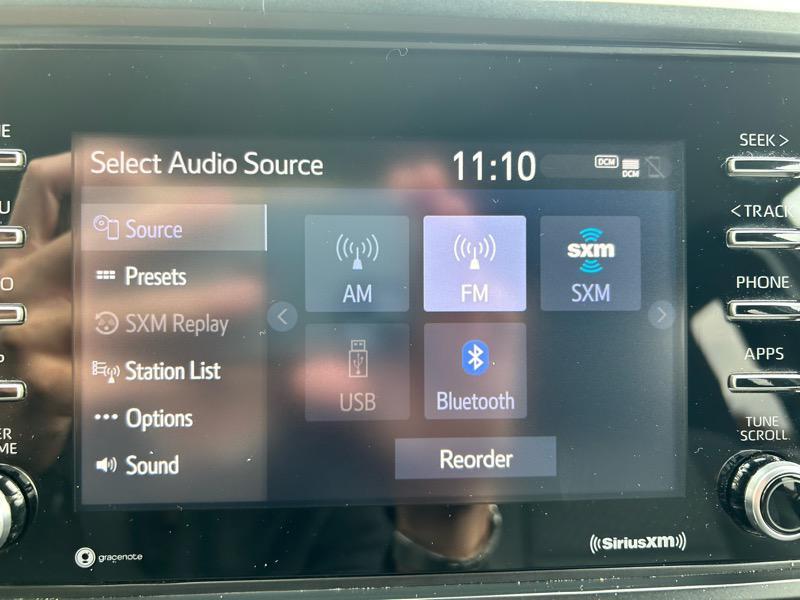 Select Audio Source 11:10 DCM DCM
Source
Presets
SXM Replay
Station List
Options
Sound
AM
FM
sxm
SXM
USB
Bluetooth
Reorder
SEEK >
< TRACK
PHONE
APPS
TUNE
SCROLL
gracenote
SiriusXM